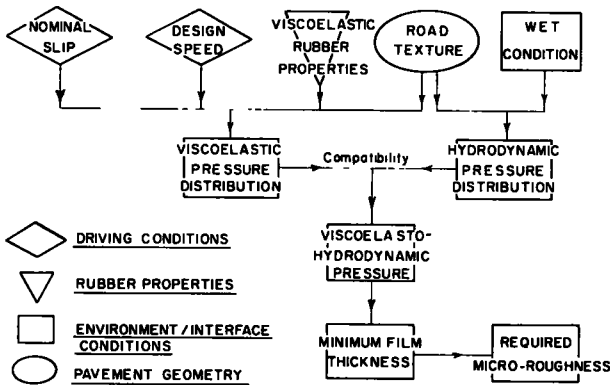 NOMINAL
SLIP
DESIGN
SPEED
VISCOELASTIC
RUBBER
PROPERTIES
ROAD
TEXTURE
WET
CONDITION
VISCOELASTIC
PRESSURE
DISTRIBUTION
Compatibility
HYDRODYNAMIC
PRESSURE
DISTRIBUTION
VISCOELASTO-
HYDRODYNAMIC
PRESSURE
MINIMUM FILM
THICKNESS
REQUIRED
MICRO-ROUGHNESS
DRIVING CONDITIONS
RUBBER PROPERTIES
ENVIRONMENT/INTERFACE
CONDITIONS
PAVEMENT GEOMETRY